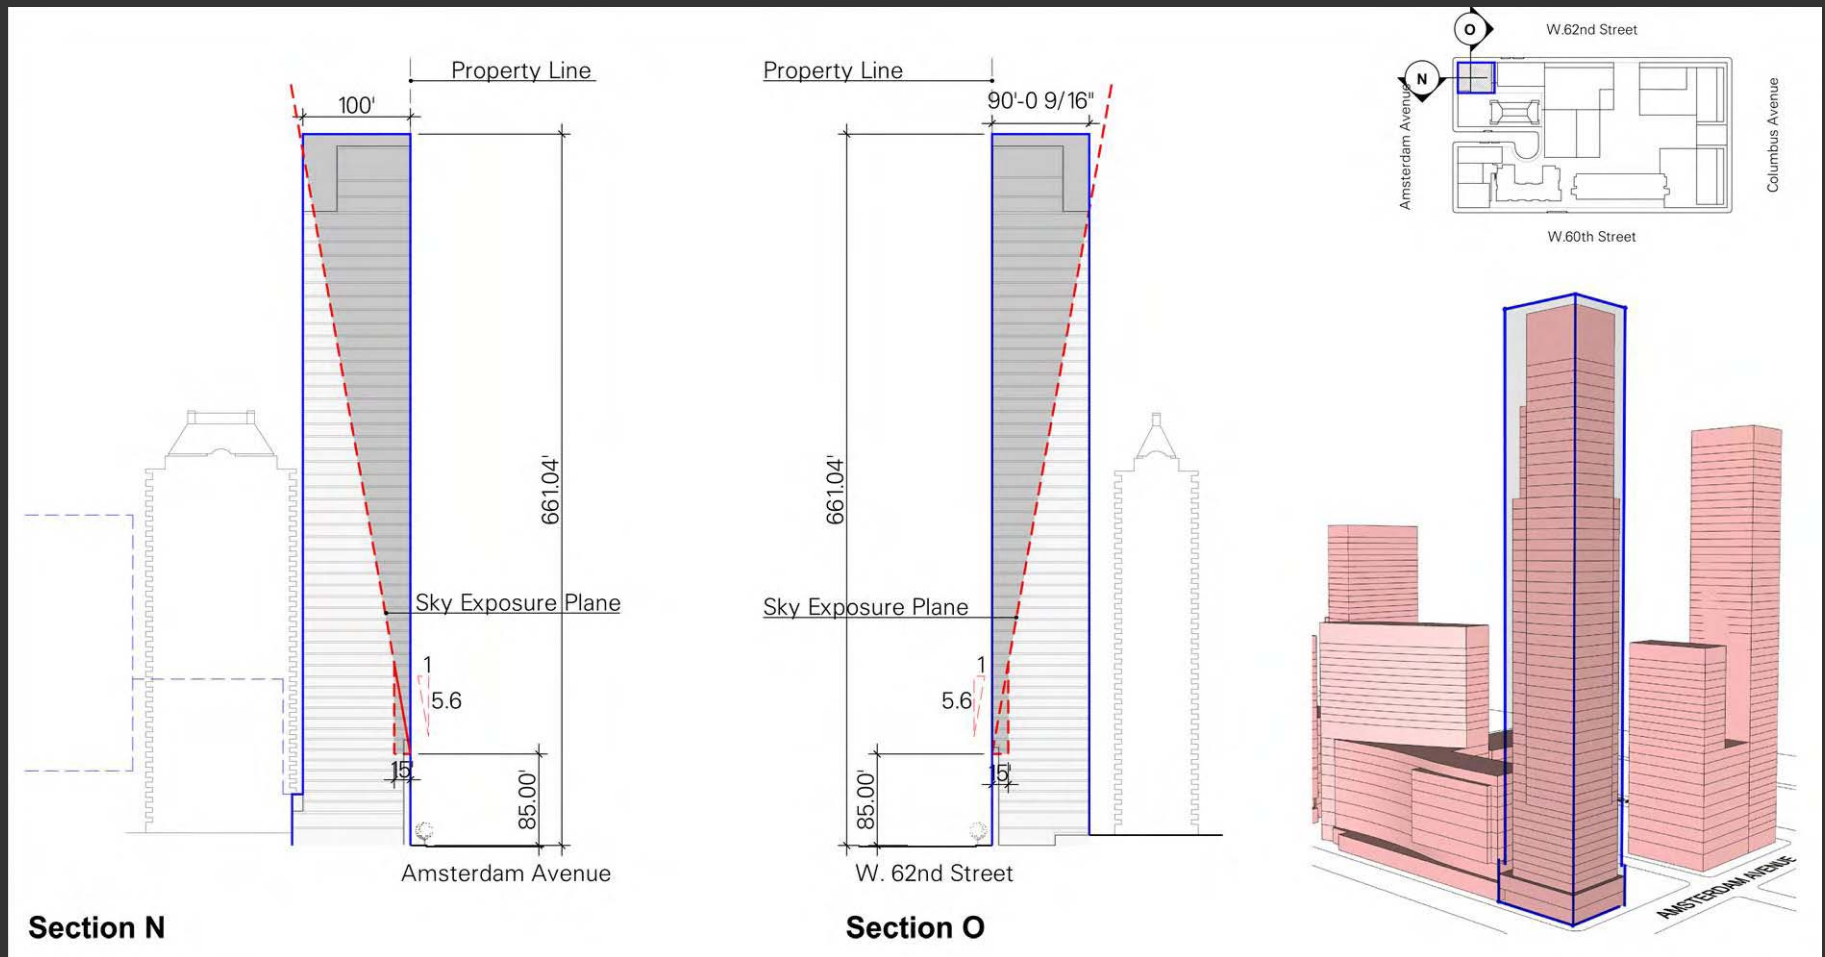 Property Line
100'
661.04'
Sky Exposure Plane
1
5.6
15'
85.00'
Amsterdam Avenue
Section N
Property Line
90'-0 9/16"
661.04'
Sky Exposure Plane
1
5.6
15'
85.00'
W. 62nd Street
Section O
O
W.62nd Street
N
Amsterdam Avenue
Columbus Avenue
W.60th Street
AMSTERDAM AVENUE